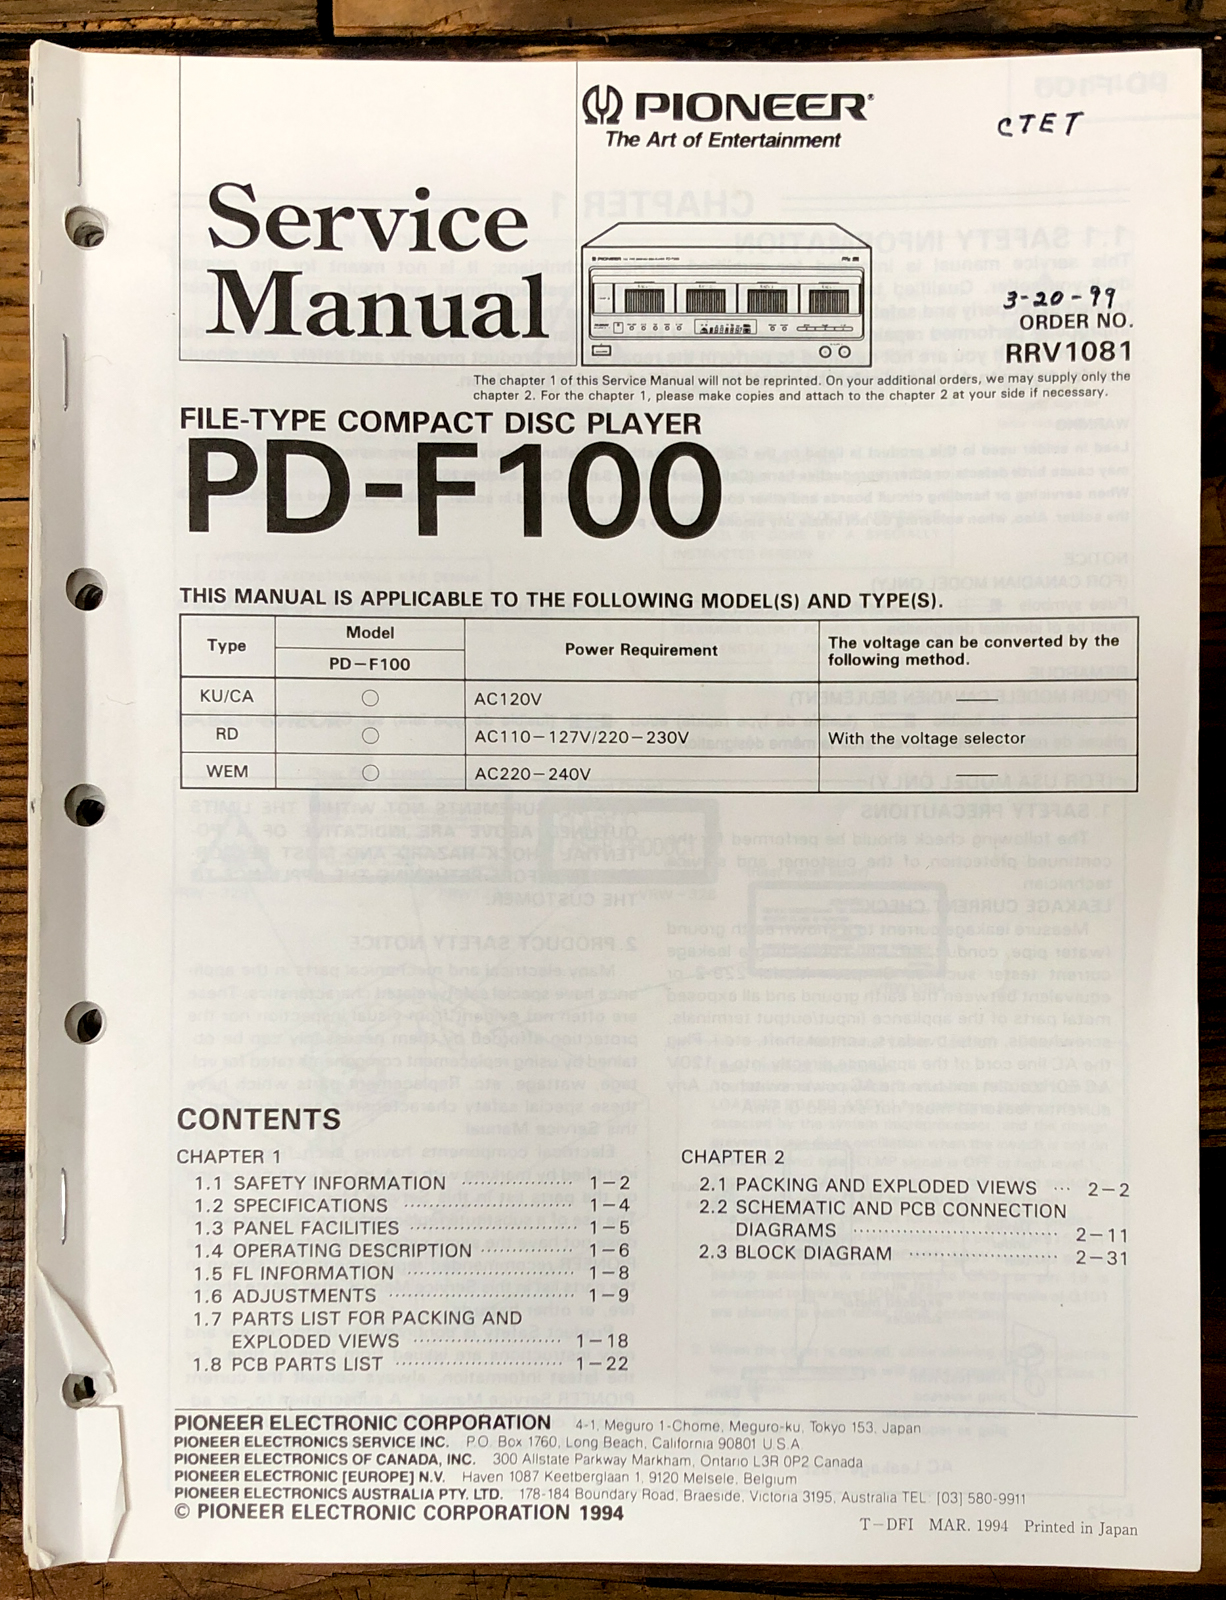 PIONEER®
The Art of Entertainment
CTET
Service
Manual
PIONEER
3-20-99
ORDER NO.
RRV1081
The chapter 1 of this Service Manual will not be reprinted. On your additional orders, we may supply only the
chapter 2. For the chapter 1, please make copies and attach to the chapter 2 at your side if necessary.
FILE-TYPE COMPACT DISC PLAYER
PD-F100
THIS MANUAL IS APPLICABLE TO THE FOLLOWING MODEL(S) AND TYPE(S).
Type
Model
PD-F100
Power Requirement
The voltage can be converted by the
following method.
KU/CA ○ AC120V ——
RD ○ AC110-127V/220-230V With the voltage selector
WEM ○ AC220-240V ——
CONTENTS
CHAPTER 1
1.1 SAFETY INFORMATION ················· 1-2
1.2 SPECIFICATIONS ························· 1-4
1.3 PANEL FACILITIES ························ 1-5
1.4 OPERATING DESCRIPTION ·············· 1-6
1.5 FL INFORMATION ························ 1-8
1.6 ADJUSTMENTS ··························· 1-9
1.7 PARTS LIST FOR PACKING AND
EXPLODED VIEWS ······················ 1-18
1.8 PCB PARTS LIST ························ 1-22
CHAPTER 2
2.1 PACKING AND EXPLODED VIEWS ··· 2-2
2.2 SCHEMATIC AND PCB CONNECTION
DIAGRAMS ······························ 2-11
2.3 BLOCK DIAGRAM ······················ 2-31
PIONEER ELECTRONIC CORPORATION 4-1, Meguro 1-Chome, Meguro-ku, Tokyo 153, Japan
PIONEER ELECTRONICS SERVICE INC. P.O. Box 1760, Long Beach, California 90801 U.S.A.
PIONEER ELECTRONICS OF CANADA, INC. 300 Allstate Parkway Markham, Ontario L3R 0P2 Canada
PIONEER ELECTRONIC [EUROPE] N.V. Haven 1087 Keetberglaan 1, 9120 Melsele, Belgium
PIONEER ELECTRONICS AUSTRALIA PTY. LTD. 178-184 Boundary Road, Braeside, Victoria 3195, Australia TEL: [03] 580-9911
© PIONEER ELECTRONIC CORPORATION 1994
T-DFI MAR. 1994 Printed in Japan